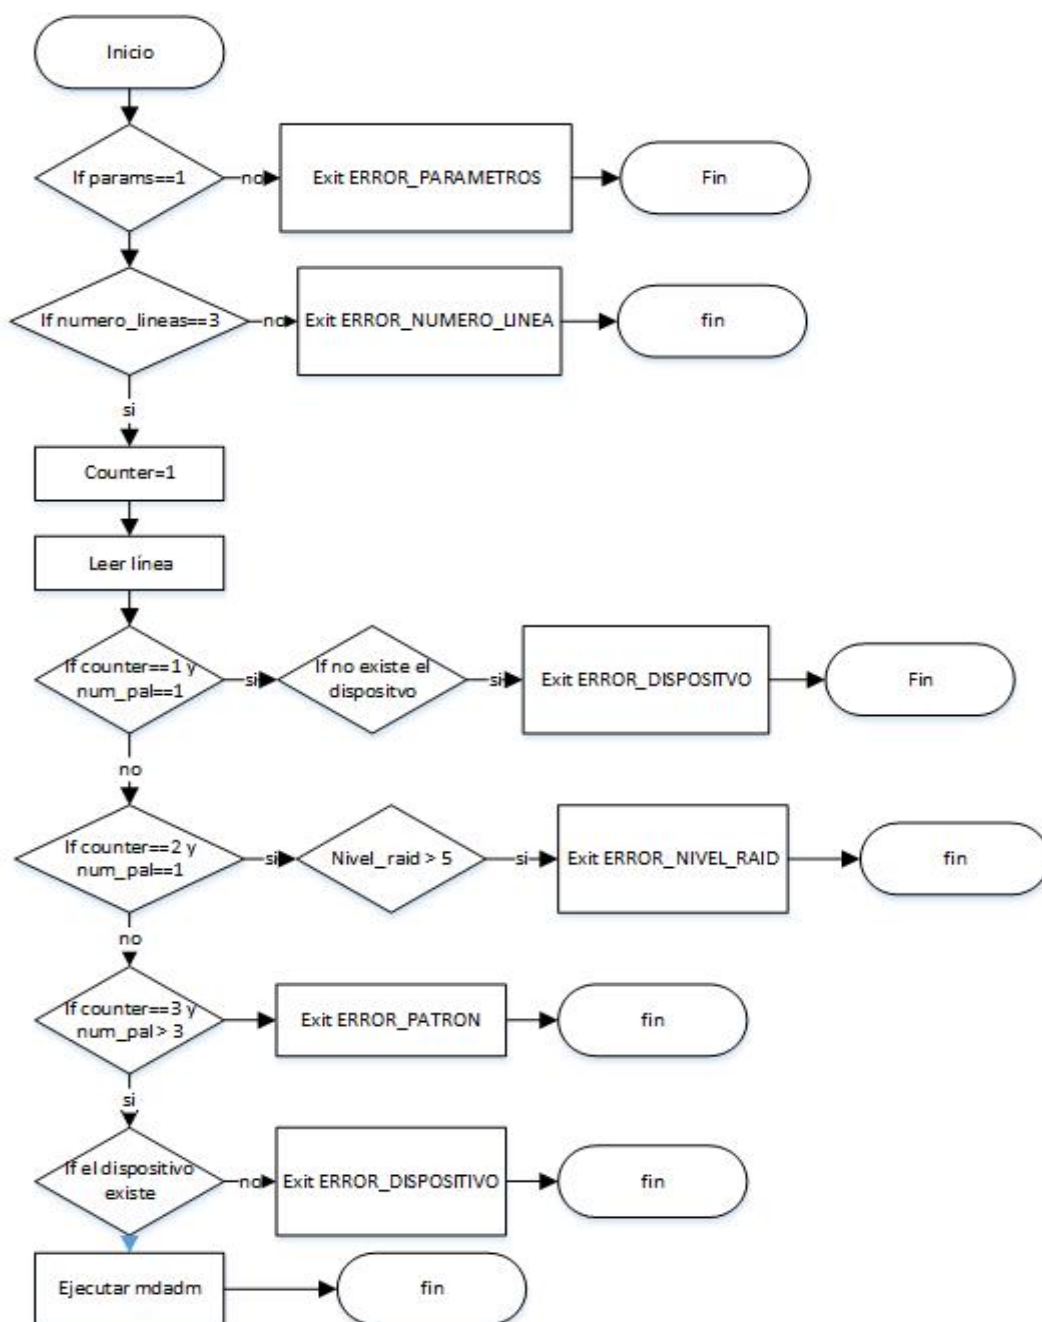 Inicio
If params==1
no
Exit ERROR_PARAMETROS
Fin
If numero_lineas==3
no
Exit ERROR_NUMERO_LINEA
fin
si
Counter=1
Leer línea
If counter==1 y
num_pal==1
si
If no existe el
dispositvo
si
Exit ERROR_DISPOSITVO
Fin
no
If counter==2 y
num_pal==1
si
Nivel_raid > 5
si
Exit ERROR_NIVEL_RAID
fin
no
If counter==3 y
num_pal > 3
Exit ERROR_PATRON
fin
si
If el dispositivo
existe
no
Exit ERROR_DISPOSITIVO
fin
Ejecutar mdadm
fin